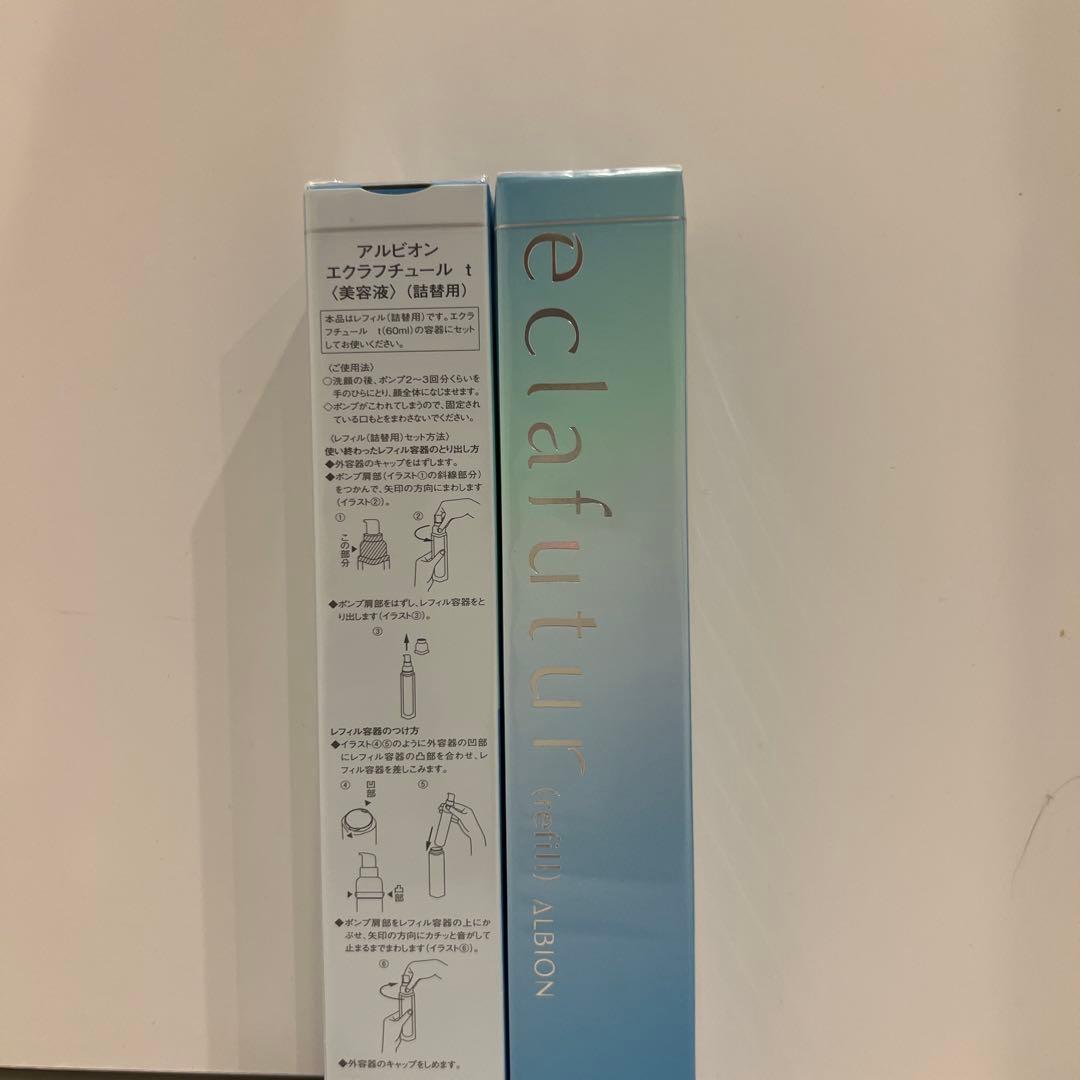 アルビオン
エクラフチュール t
〈美容液〉(詰替用)
本品はレフィル(詰替用)です。エクラ
フチュール t(60ml)の容器にセット
してお使いください。
〈ご使用法〉
○洗顔の後、ポンプ2〜3回分くらいを
手のひらにとり、顔全体になじませます。
◇ポンプがこわれてしまうので、固定され
ている口もとをまわさないでください。
〈レフィル(詰替用)セット方法〉
使い終わったレフィル容器のとり出し方
◆外容器のキャップをはずします。
◆ポンプ肩部(イラスト①の斜線部分)
をつかんで、矢印の方向にまわします
(イラスト②)。
①
②
この部分
◆ポンプ肩部をはずし、レフィル容器をと
り出します(イラスト③)。
③
レフィル容器のつけ方
◆イラスト④⑤のように外容器の凹部
にレフィル容器の凸部を合わせ、レ
フィル容器を差しこみます。
④
凹部
⑤
凸部
◆ポンプ肩部をレフィル容器の上にか
ぶせ、矢印の方向にカチッと音がして
止まるまでまわします(イラスト⑥)。
⑥
◆外容器のキャップをしめます。
eclafutur (refill) ALBION